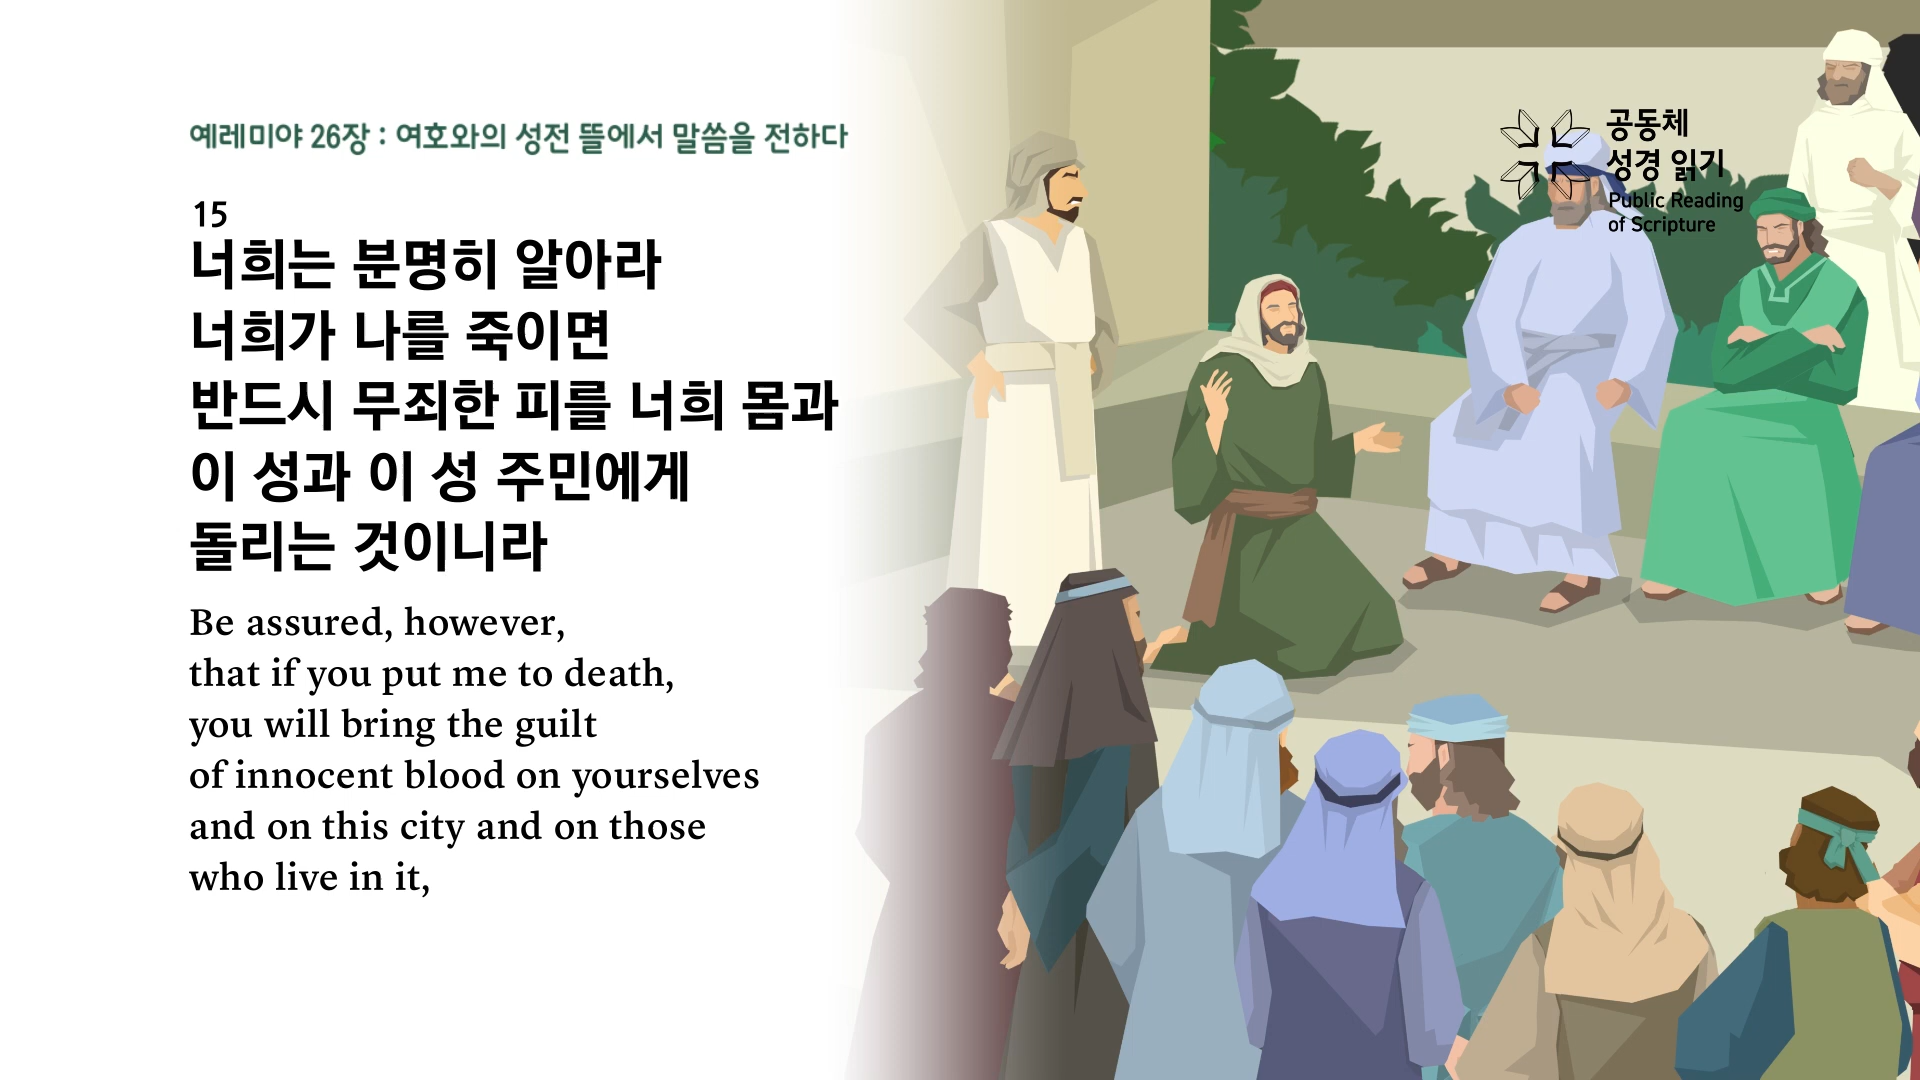 예레미야 26장 : 여호와의 성전 뜰에서 말씀을 전하다
15
너희는 분명히 알아라
너희가 나를 죽이면
반드시 무죄한 피를 너희 몸과
이 성과 이 성 주민에게
돌리는 것이니라
Be assured, however,
that if you put me to death,
you will bring the guilt
of innocent blood on yourselves
and on this city and on those
who live in it,
공동체
성경 읽기
Public Reading
of Scripture